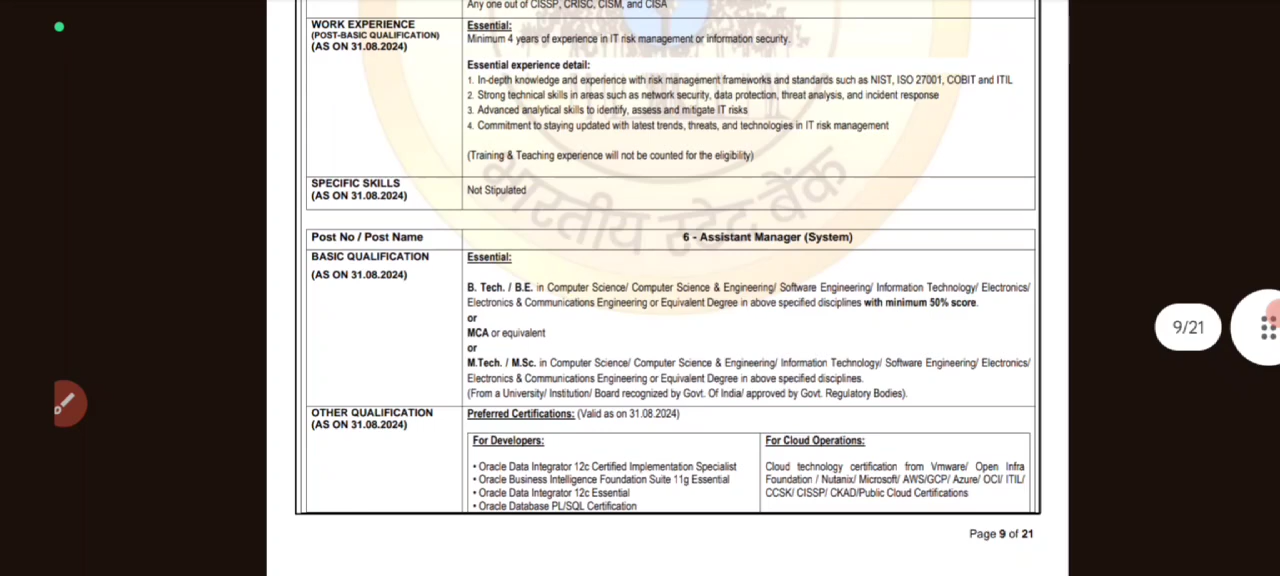 Any one out of CISSP, CRISC, CISM, and CISA
WORK EXPERIENCE
(POST-BASIC QUALIFICATION)
(AS ON 31.08.2024)
Essential:
Minimum 4 years of experience in IT risk management or information security.
Essential experience detail:
1. In-depth knowledge and experience with risk management frameworks and standards such as NIST, ISO 27001, COBIT and ITIL
2. Strong technical skills in areas such as network security, data protection, threat analysis, and incident response
3. Advanced analytical skills to identify, assess and mitigate IT risks
4. Commitment to staying updated with latest trends, threats, and technologies in IT risk management
(Training & Teaching experience will not be counted for the eligibility)
भारतीय स्टेट बैंक
SPECIFIC SKILLS
(AS ON 31.08.2024)
Not Stipulated
Post No / Post Name
6 - Assistant Manager (System)
BASIC QUALIFICATION
(AS ON 31.08.2024)
Essential:
B. Tech. / B.E. in Computer Science/ Computer Science & Engineering/ Software Engineering/ Information Technology/ Electronics/
Electronics & Communications Engineering or Equivalent Degree in above specified disciplines with minimum 50% score.
or
MCA or equivalent
or
M.Tech. / M.Sc. in Computer Science/ Computer Science & Engineering/ Information Technology/ Software Engineering/ Electronics/
Electronics & Communications Engineering or Equivalent Degree in above specified disciplines.
(From a University/ Institution/ Board recognized by Govt. Of India/ approved by Govt. Regulatory Bodies).
9/21
OTHER QUALIFICATION
(AS ON 31.08.2024)
Preferred Certifications: (Valid as on 31.08.2024)
For Developers:
• Oracle Data Integrator 12c Certified Implementation Specialist
• Oracle Business Intelligence Foundation Suite 11g Essential
• Oracle Data Integrator 12c Essential
• Oracle Database PL/SQL Certification
For Cloud Operations:
Cloud technology certification from Vmware/ Open Infra
Foundation / Nutanix/ Microsoft/ AWS/GCP/ Azure/ OCI/ ITIL/
CCSK/ CISSP/ CKAD/Public Cloud Certifications
Page 9 of 21